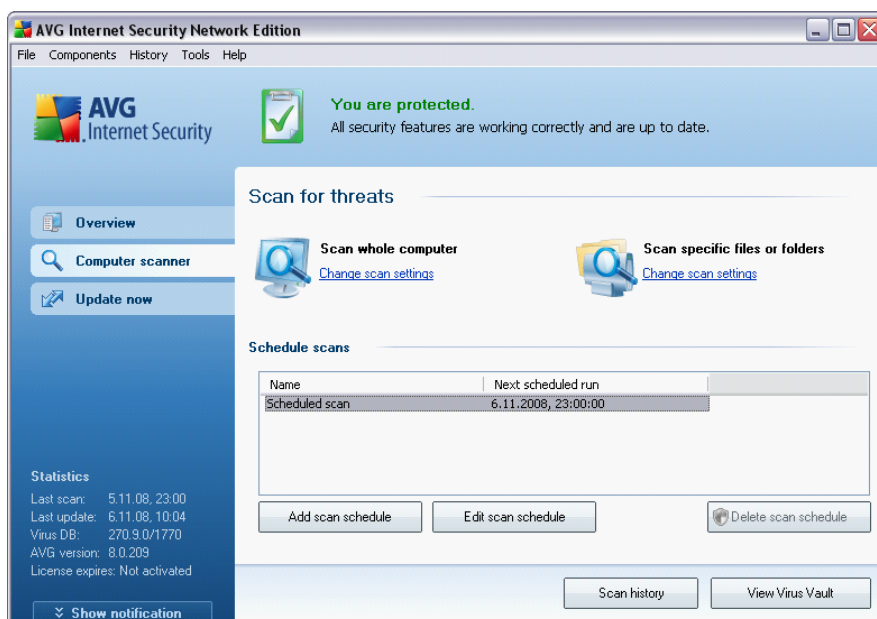 AVG Internet Security Network Edition
File Components History Tools Help
AVG
Internet Security
You are protected.
All security features are working correctly and are up to date.
Overview
Computer scanner
Update now
Scan for threats
Scan whole computer
Change scan settings
Scan specific files or folders
Change scan settings
Schedule scans
Name Next scheduled run
Scheduled scan 6.11.2008, 23:00:00
Add scan schedule Edit scan schedule Delete scan schedule
Statistics
Last scan: 5.11.08, 23:00
Last update: 6.11.08, 10:04
Virus DB: 270.9.0/1770
AVG version: 8.0.209
License expires: Not activated
Show notification
Scan history View Virus Vault